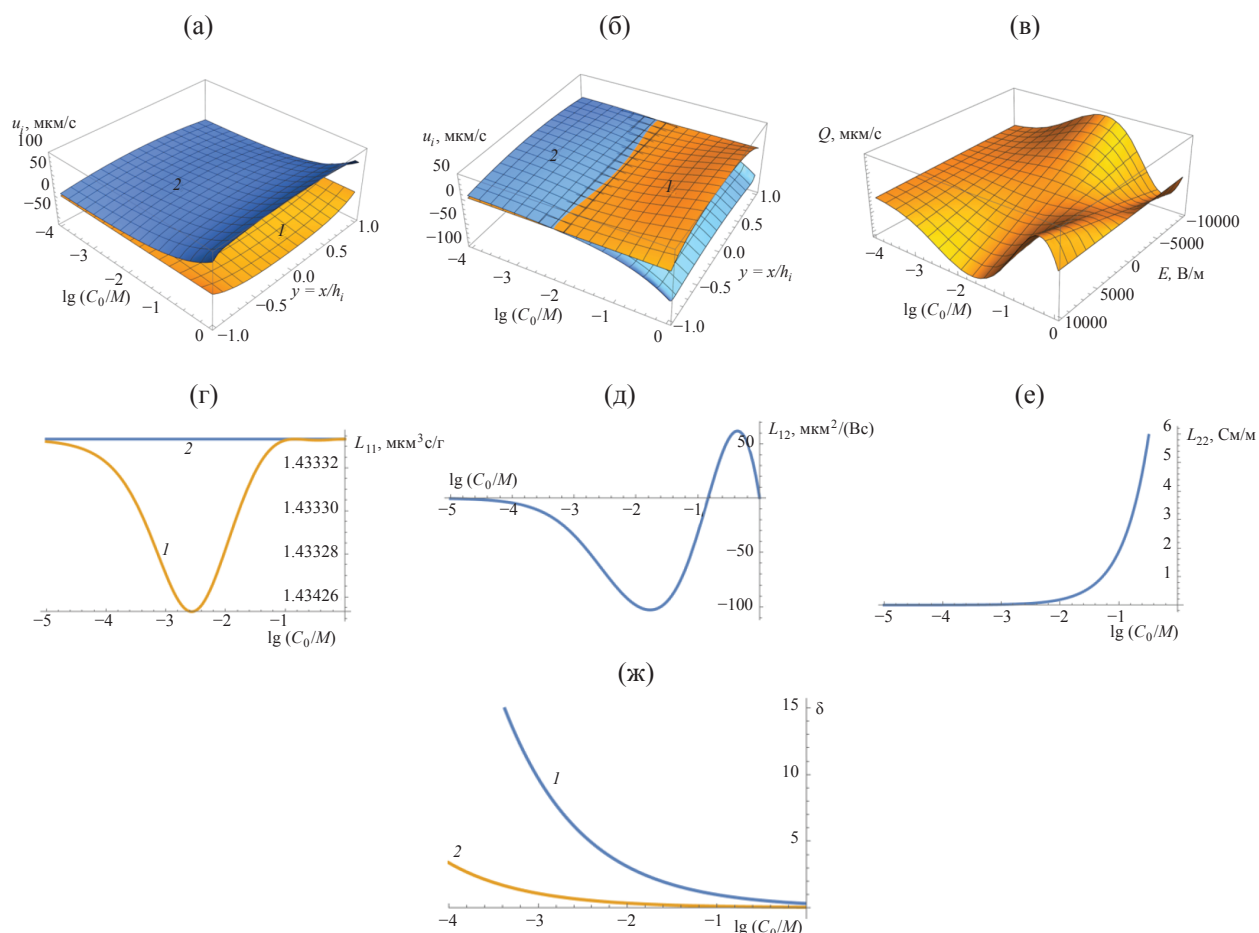 (а)
u_i, мкм/с
100
50
0
−50
−4
−3
−2
−1
0
lg (C_0/M)
−1.0
−0.5
0.0
0.5
1.0
y = x/h_i
2
1
(б)
u_i, мкм/с
50
0
−50
−100
−4
−3
−2
−1
0
lg (C_0/M)
−1.0
−0.5
0.0
0.5
1.0
y = x/h_i
2
1
(в)
Q, мкм/с
−4
−3
−2
−1
0
lg (C_0/M)
10000
5000
0
−5000
−10000
E, В/м
(г)
L_11, мкм^3с/г
2
1.43332
1.43330
1
1.43328
1.43426
−5 −4 −3 −2 −1
lg (C_0/M)
(д)
L_12, мкм^2/(Вс)
50
lg (C_0/M)
−5 −4 −3 −2 −1
−50
−100
(е)
6
L_22, См/м
5
4
3
2
1
−5 −4 −3 −2 −1
lg (C_0/M)
(ж)
15 δ
1
10
5
2
−4 −3 −2 −1
lg (C_0/M)